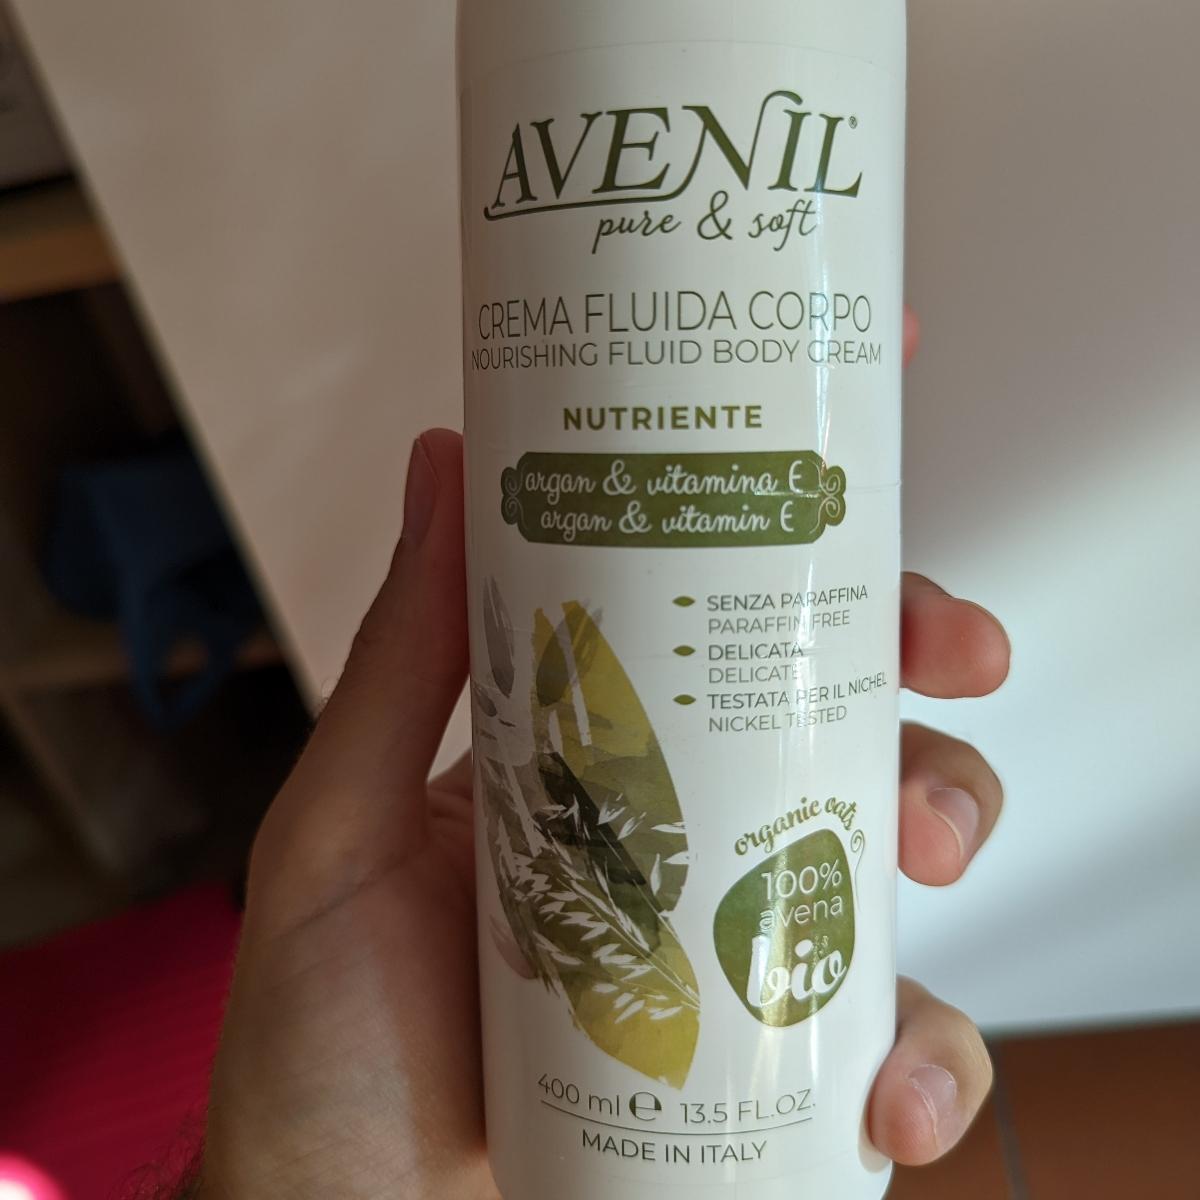 AVENIL®
pure & soft
CREMA FLUIDA CORPO
NOURISHING FLUID BODY CREAM
NUTRIENTE
argan & vitamina E
argan & vitamin E
SENZA PARAFFINA
PARAFFIN FREE
DELICATA
DELICATE
TESTATA PER IL NICHEL
NICKEL TESTED
organic oats
100%
avena
bio
400 ml e 13.5 FL.OZ.
MADE IN ITALY